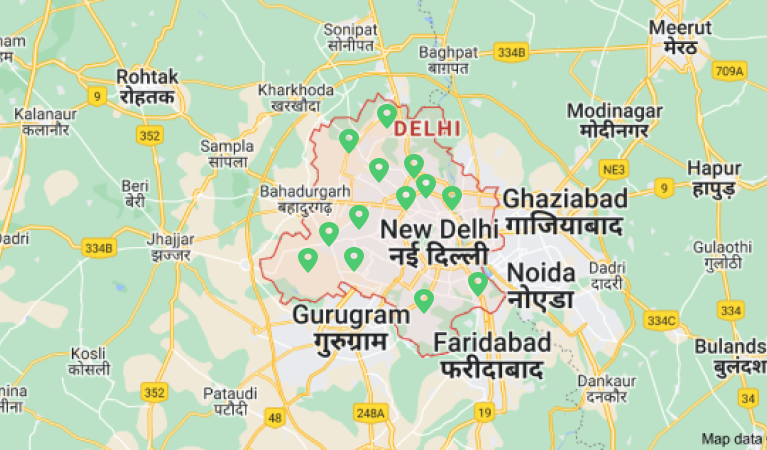 Sonipat
सोनीपत
Meerut
मेरठ
Baghpat
बाग़पत
334B
709A
Rohtak
रोहतक
9
Kharkhoda
खरखौदा
Kalanaur
कलानौर
352
DELHI
Modinagar
मोदीनगर
Sampla
सांपला
NE3
9
Hapur
हापुड़
Beri
बेरी
Bahadurgarh
बहादुरगढ़
Ghaziabad
गाजियाबाद
New Delhi
नई दिल्ली
334B
Jhajjar
झज्जर
Gulaothi
गुलोठी
Noida
नोएडा
Dadri
दादरी
334
334C
Gurugram
गुरुग्राम
Faridabad
फरीदाबाद
Kosli
कोसली
352
Pataudi
पटौदी
248A
48
19
Dankaur
दनकौर
34
Map data